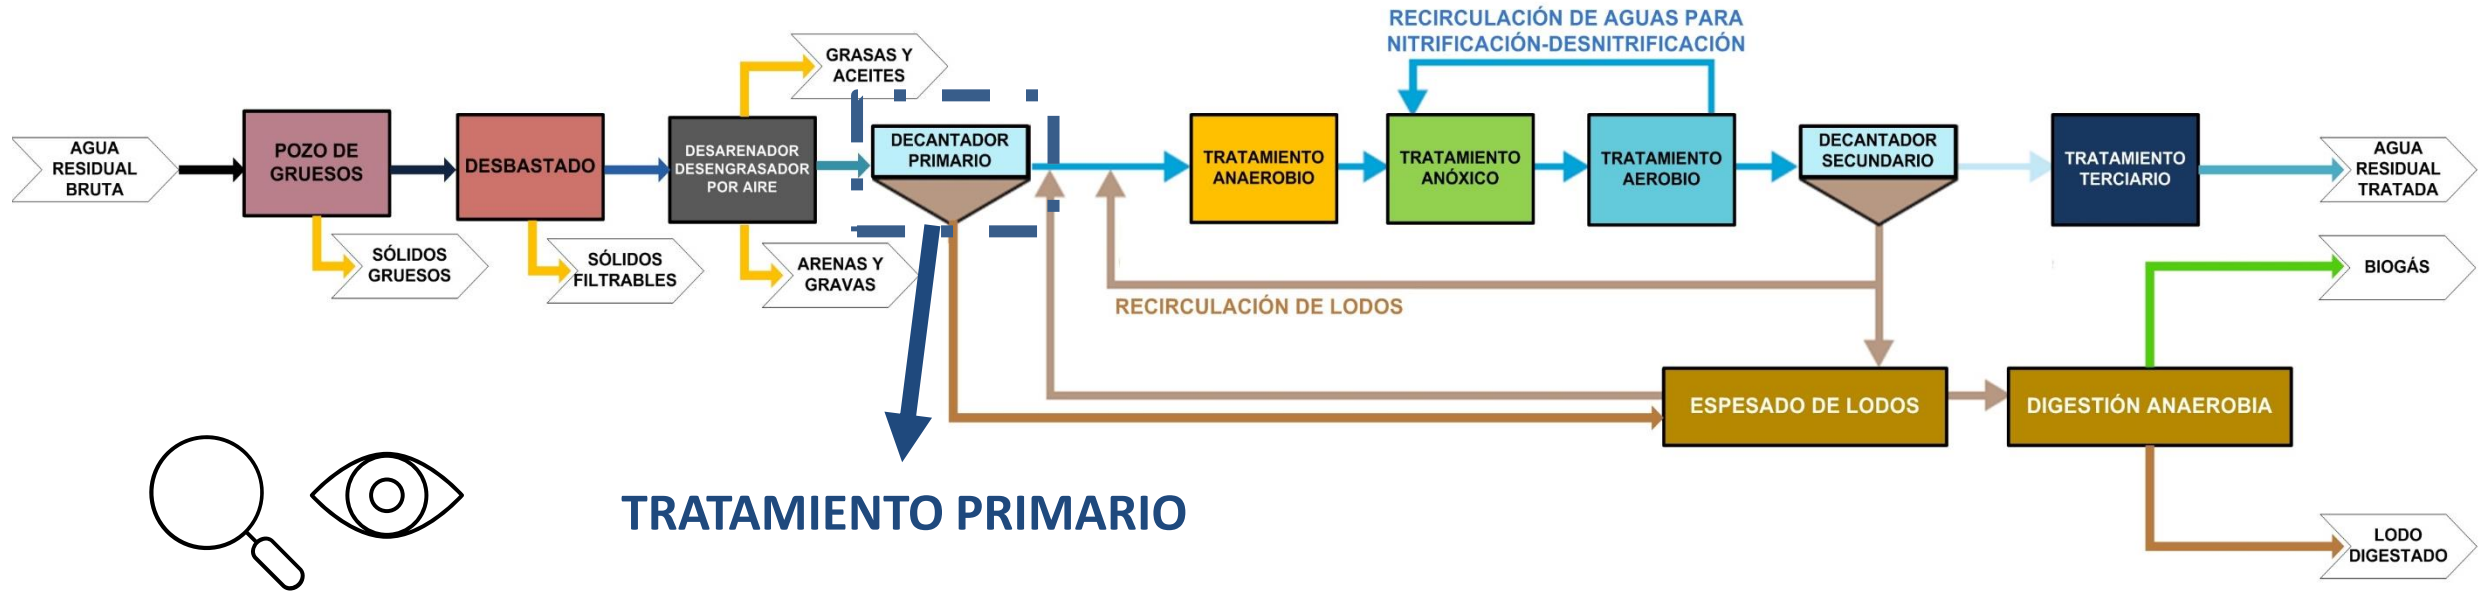 RECIRCULACIÓN DE AGUAS PARA
NITRIFICACIÓN-DESNITRIFICACIÓN
GRASAS Y
ACEITES
AGUA
RESIDUAL
BRUTA
POZO DE
GRUESOS
DESBASTADO
DESARENADOR
DESENGRASADOR
POR AIRE
DECANTADOR
PRIMARIO
TRATAMIENTO
ANAEROBIO
TRATAMIENTO
ANÓXICO
TRATAMIENTO
AEROBIO
DECANTADOR
SECUNDARIO
TRATAMIENTO
TERCIARIO
AGUA
RESIDUAL
TRATADA
SÓLIDOS
GRUESOS
SÓLIDOS
FILTRABLES
ARENAS Y
GRAVAS
RECIRCULACIÓN DE LODOS
BIOGÁS
ESPESADO DE LODOS
DIGESTIÓN ANAEROBIA
TRATAMIENTO PRIMARIO
LODO
DIGESTADO